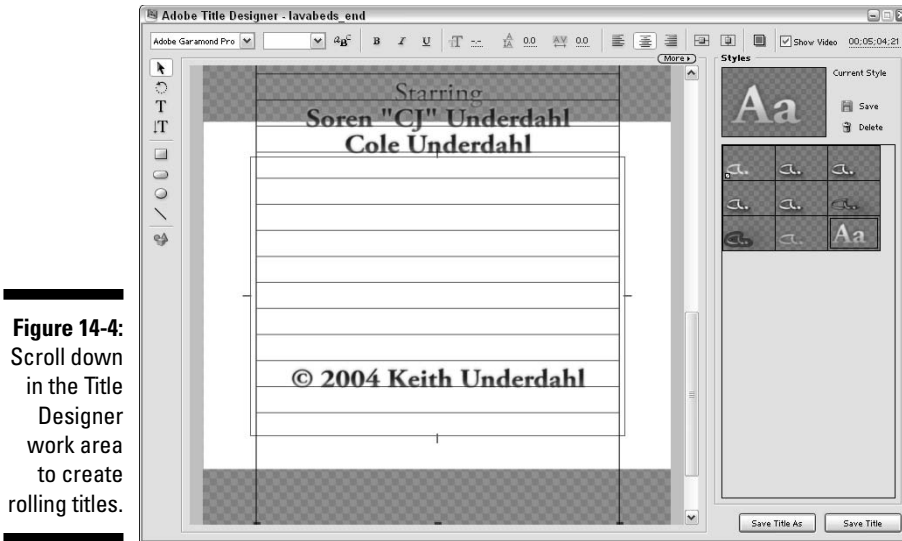 Adobe Title Designer - lavabeds_end
Adobe Garamond Pro
B I U
0.0
0.0
Show Video 00;05;04;21
More
Styles
Current Style
Aa
Save
Delete
T
Starring
Soren "CJ" Underdahl
Cole Underdahl
a. a. a.
a. a. a.
a. a. Aa
© 2004 Keith Underdahl
Save Title As Save Title
Figure 14-4:
Scroll down
in the Title
Designer
work area
to create
rolling titles.